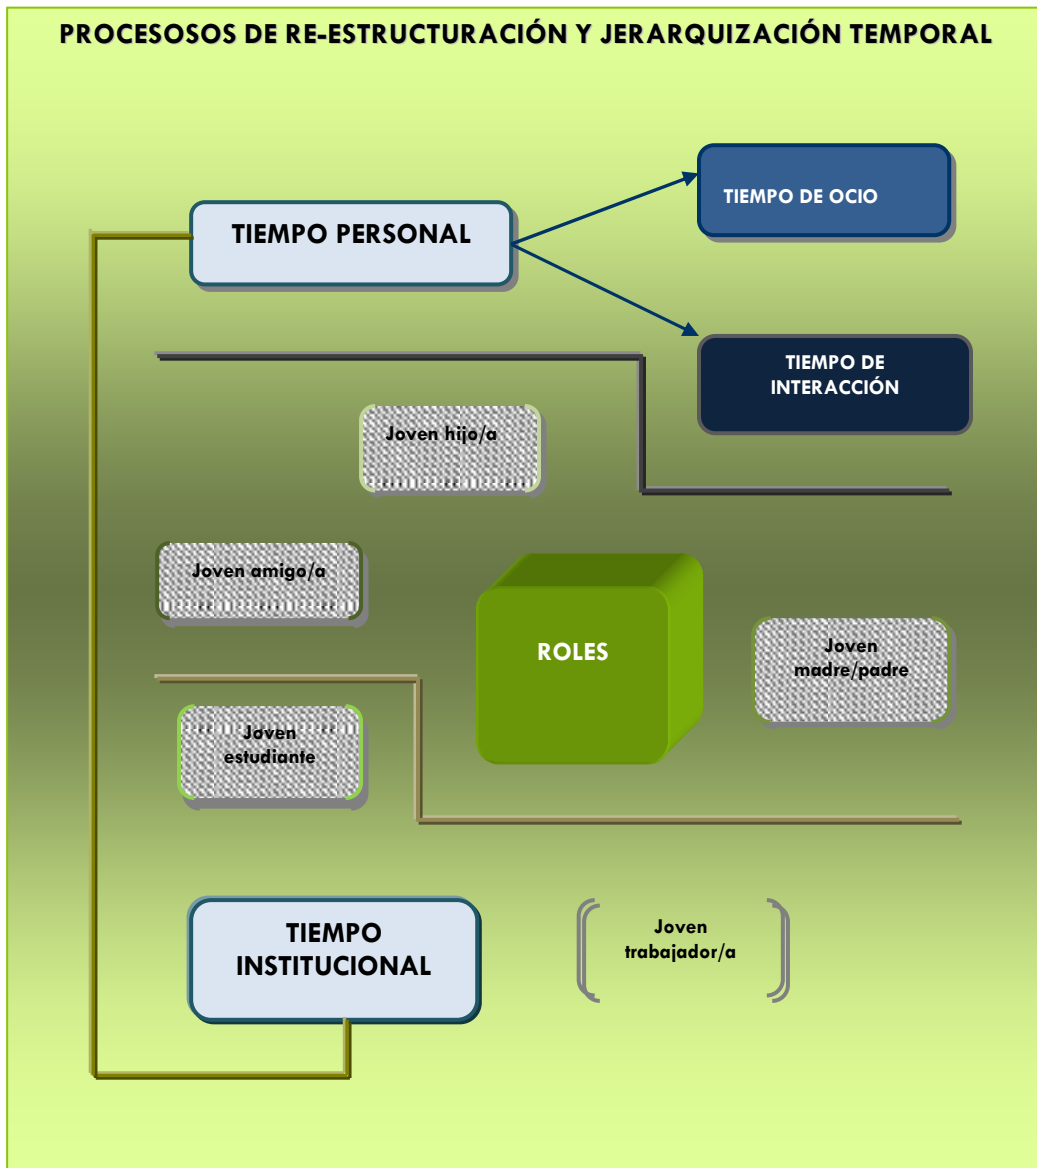 PROCESOSOS DE RE-ESTRUCTURACIÓN Y JERARQUIZACIÓN TEMPORAL
TIEMPO DE OCIO
TIEMPO PERSONAL
TIEMPO DE
INTERACCIÓN
Joven hijo/a
Joven amigo/a
ROLES
Joven
madre/padre
Joven
estudiante
TIEMPO
INSTITUCIONAL
Joven
trabajador/a